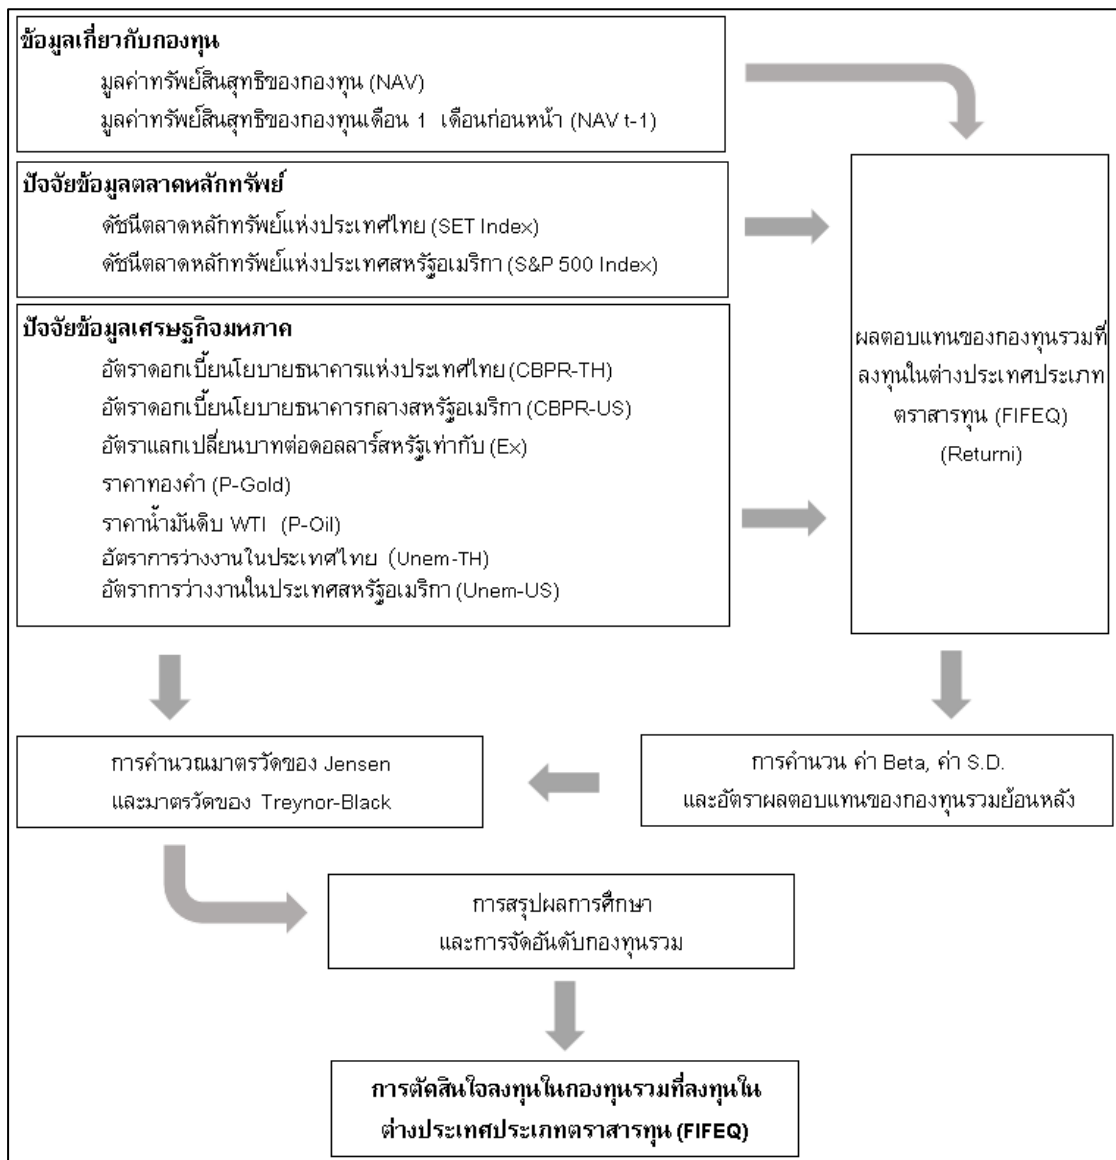 ข้อมูลเกี่ยวกับกองทุน
มูลค่าทรัพย์สินสุทธิของกองทุน (NAV)
มูลค่าทรัพย์สินสุทธิของกองทุนเดือน 1 เดือนก่อนหน้า (NAV t-1)
ปัจจัยข้อมูลตลาดหลักทรัพย์
ดัชนีตลาดหลักทรัพย์แห่งประเทศไทย (SET Index)
ดัชนีตลาดหลักทรัพย์แห่งประเทศสหรัฐอเมริกา (S&P 500 Index)
ปัจจัยข้อมูลเศรษฐกิจมหภาค
อัตราดอกเบี้ยนโยบายธนาคารแห่งประเทศไทย (CBPR-TH)
อัตราดอกเบี้ยนโยบายธนาคารกลางสหรัฐอเมริกา (CBPR-US)
อัตราแลกเปลี่ยนบาทต่อดอลลาร์สหรัฐเท่ากับ (Ex)
ราคาทองคำ (P-Gold)
ราคาน้ำมันดิบ WTI (P-Oil)
อัตราการว่างงานในประเทศไทย (Unem-TH)
อัตราการว่างงานในประเทศสหรัฐอเมริกา (Unem-US)
ผลตอบแทนของกองทุนรวมที่
ลงทุนในต่างประเทศประเภท
ตราสารทุน (FIFEQ)
(Returni)
การคำนวณมาตรวัดของ Jensen
และมาตรวัดของ Treynor-Black
การคำนวน ค่า Beta, ค่า S.D.
และอัตราผลตอบแทนของกองทุนรวมย้อนหลัง
การสรุปผลการศึกษา
และการจัดอันดับกองทุนรวม
การตัดสินใจลงทุนในกองทุนรวมที่ลงทุนใน
ต่างประเทศประเภทตราสารทุน (FIFEQ)